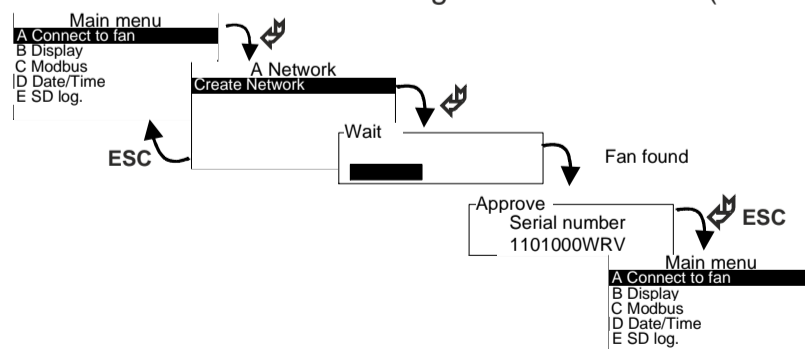 Main menu
A Connect to fan
B Display
C Modbus
D Date/Time
E SD log.
A Network
Create Network
ESC
Wait
Fan found
Approve
Serial number
1101000WRV
ESC
Main menu
A Connect to fan
B Display
C Modbus
D Date/Time
E SD log.